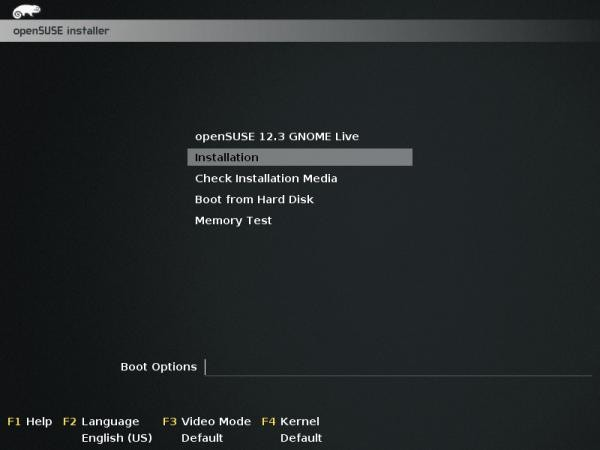 openSUSE installer
openSUSE 12.3 GNOME Live
Installation
Check Installation Media
Boot from Hard Disk
Memory Test
Boot Options
F1 Help F2 Language F3 Video Mode F4 Kernel
English (US) Default Default